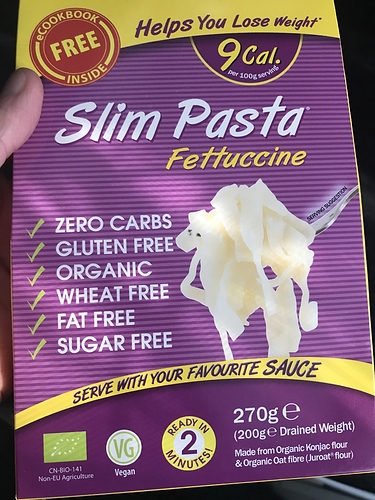 eCOOKBOOK
FREE
INSIDE
Helps You Lose Weight*
9 Cal.
per 100g serving
Slim Pasta®
Fettuccine
SERVING SUGGESTION
ZERO CARBS
GLUTEN FREE
ORGANIC
WHEAT FREE
FAT FREE
SUGAR FREE
SERVE WITH YOUR FAVOURITE SAUCE
CN-BIO-141
Non-EU Agriculture
VG
Vegan
READY IN
2
MINUTES!
270g e
(200g e Drained Weight)
Made from Organic Konjac flour
& Organic Oat fibre (Juroat® flour)